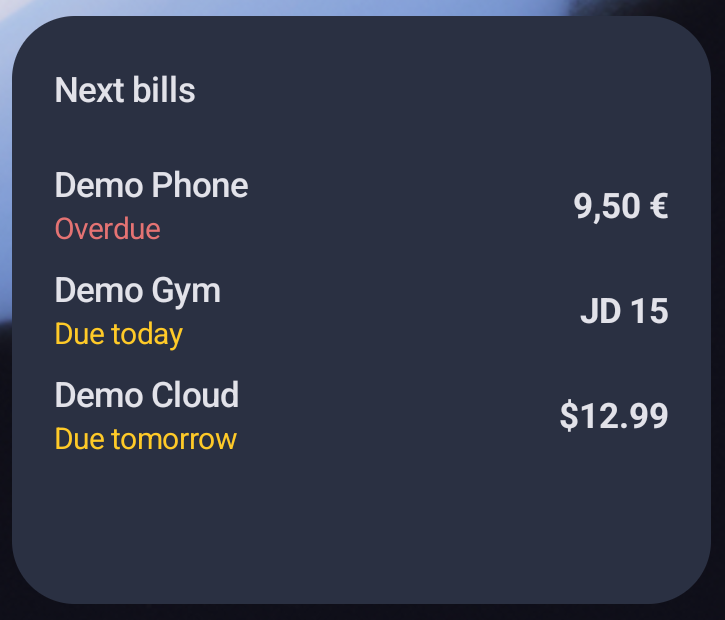 Next bills
Demo Phone
Overdue
9,50 €
Demo Gym
Due today
JD 15
Demo Cloud
Due tomorrow
$12.99